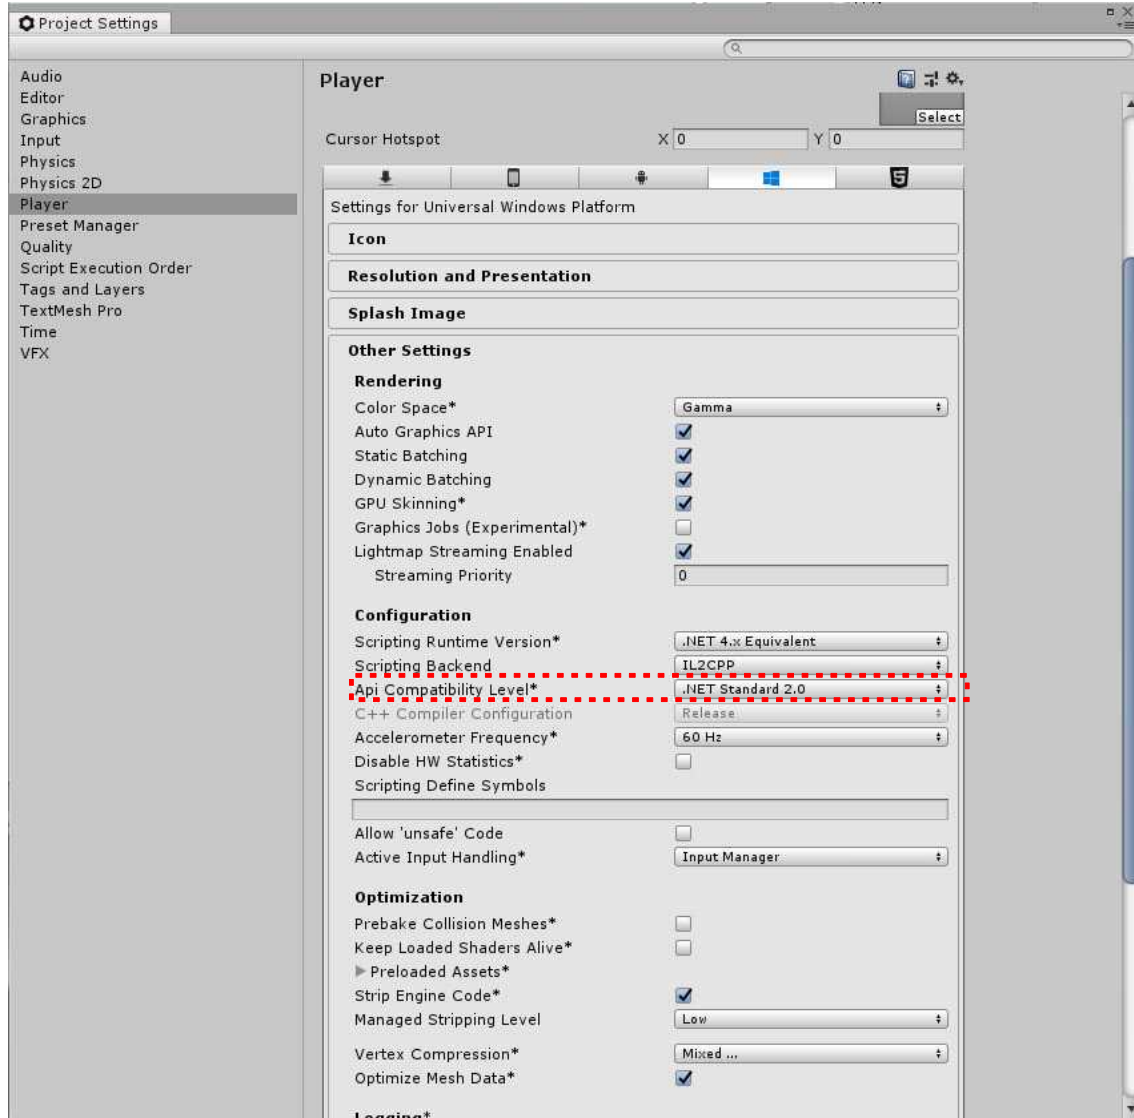 Project Settings
Audio
Editor
Graphics
Input
Physics
Physics 2D
Player
Preset Manager
Quality
Script Execution Order
Tags and Layers
TextMesh Pro
Time
VFX
Player
Select
Cursor Hotspot X 0 Y 0
Settings for Universal Windows Platform
Icon
Resolution and Presentation
Splash Image
Other Settings
Rendering
Color Space* Gamma
Auto Graphics API
Static Batching
Dynamic Batching
GPU Skinning*
Graphics Jobs (Experimental)*
Lightmap Streaming Enabled
Streaming Priority 0
Configuration
Scripting Runtime Version* .NET 4.x Equivalent
Scripting Backend IL2CPP
Api Compatibility Level* .NET Standard 2.0
C++ Compiler Configuration Release
Accelerometer Frequency* 60 Hz
Disable HW Statistics*
Scripting Define Symbols
Allow 'unsafe' Code
Active Input Handling* Input Manager
Optimization
Prebake Collision Meshes*
Keep Loaded Shaders Alive*
Preloaded Assets*
Strip Engine Code*
Managed Stripping Level Low
Vertex Compression* Mixed ...
Optimize Mesh Data*
Logging*